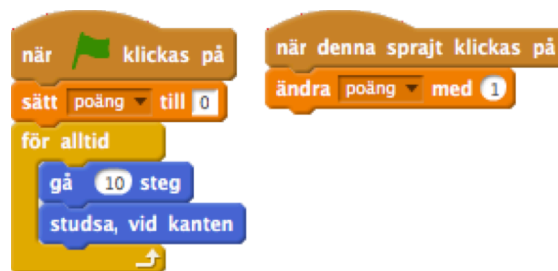 när klickas på
sätt poäng till 0
för alltid
gå 10 steg
studsa, vid kanten
när denna sprajt klickas på
ändra poäng med 1